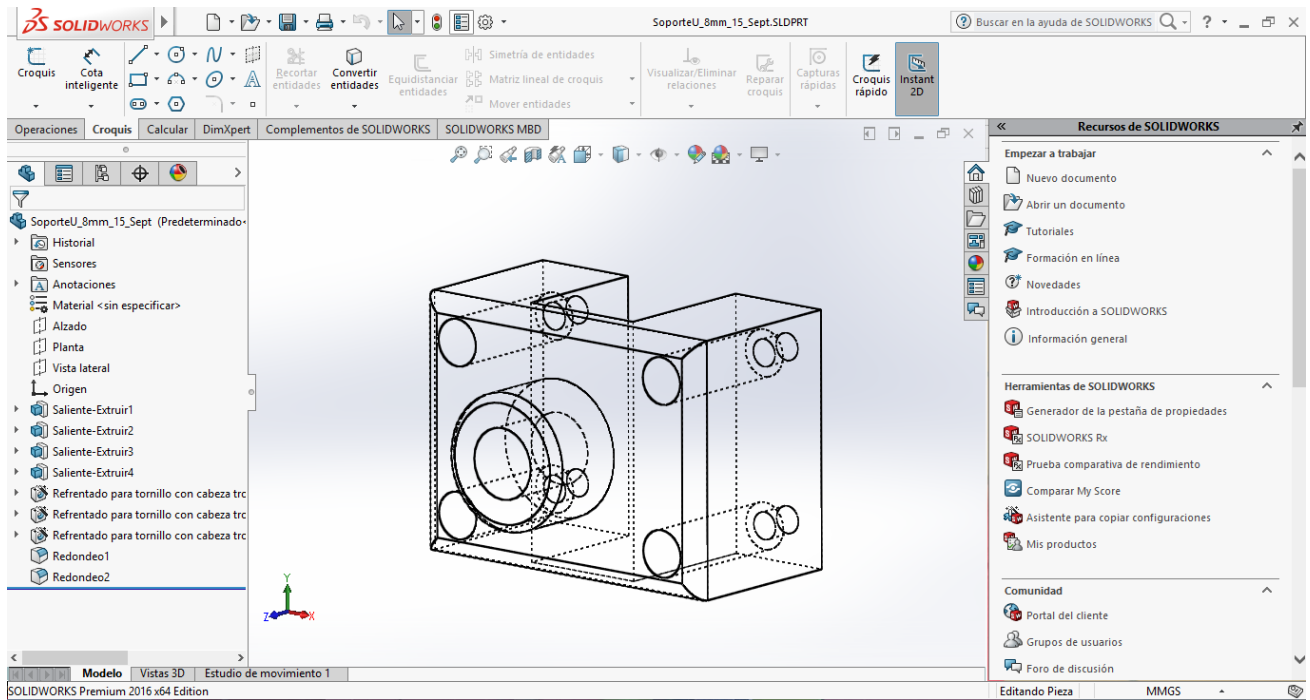 SOLIDWORKS
SoporteU_8mm_15_Sept.SLDPRT
Buscar en la ayuda de SOLIDWORKS
Croquis
Cota inteligente
Recortar entidades
Convertir entidades
Equidistanciar entidades
Simetría de entidades
Matriz lineal de croquis
Mover entidades
Visualizar/Eliminar relaciones
Reparar croquis
Capturas rápidas
Croquis rápido
Instant 2D
Operaciones
Croquis
Calcular
DimXpert
Complementos de SOLIDWORKS
SOLIDWORKS MBD
SoporteU_8mm_15_Sept (Predeterminado<
Historial
Sensores
Anotaciones
Material <sin especificar>
Alzado
Planta
Vista lateral
Origen
Saliente-Extruir1
Saliente-Extruir2
Saliente-Extruir3
Saliente-Extruir4
Refrentado para tornillo con cabeza trc
Refrentado para tornillo con cabeza trc
Refrentado para tornillo con cabeza trc
Redondeo1
Redondeo2
Y
Z
X
Recursos de SOLIDWORKS
Empezar a trabajar
Nuevo documento
Abrir un documento
Tutoriales
Formación en línea
Novedades
Introducción a SOLIDWORKS
Información general
Herramientas de SOLIDWORKS
Generador de la pestaña de propiedades
SOLIDWORKS Rx
Prueba comparativa de rendimiento
Comparar My Score
Asistente para copiar configuraciones
Mis productos
Comunidad
Portal del cliente
Grupos de usuarios
Foro de discusión
Modelo
Vistas 3D
Estudio de movimiento 1
SOLIDWORKS Premium 2016 x64 Edition
Editando Pieza
MMGS